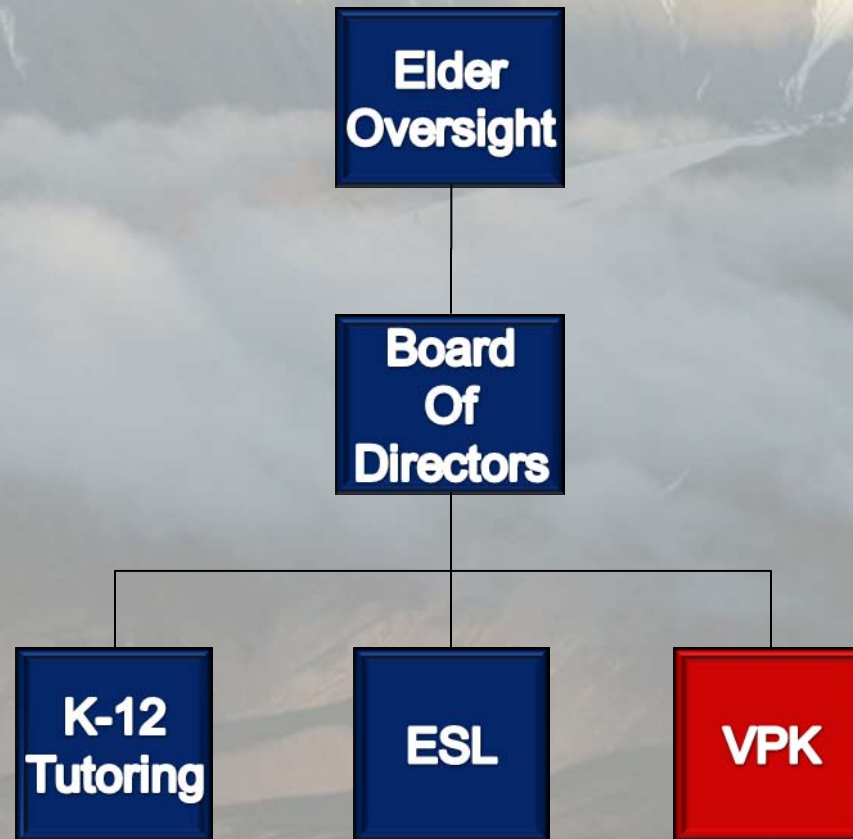 Elder
Oversight
Board
Of
Directors
K-12
Tutoring
ESL
VPK